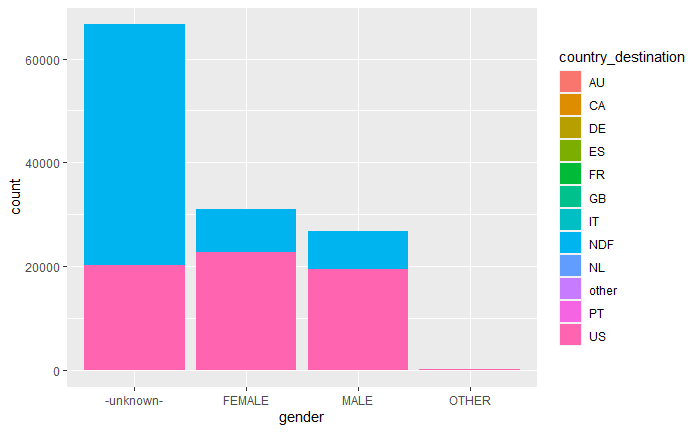 count
60000
40000
20000
0
-unknown-
FEMALE
MALE
OTHER
gender
country_destination
AU
CA
DE
ES
FR
GB
IT
NDF
NL
other
PT
US